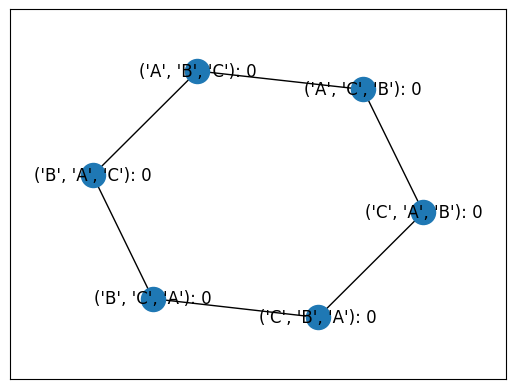 ('A', 'B', 'C'): 0
('A', 'C', 'B'): 0
('B', 'A', 'C'): 0
('C', 'A', 'B'): 0
('B', 'C', 'A'): 0
('C', 'B', 'A'): 0